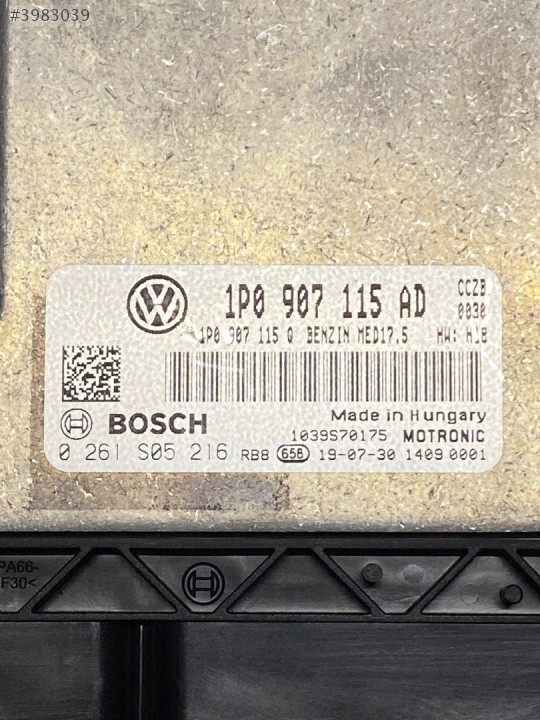 #3983039
1P0 907 115 AD
CCZB
0030
1P0 907 115 Q BENZIN MED17.5 HW: H18
BOSCH
Made in Hungary
1039S70175 MOTRONIC
0 261 S05 216 RB8 658 19-07-30 1409 0001
PA66-
F30<